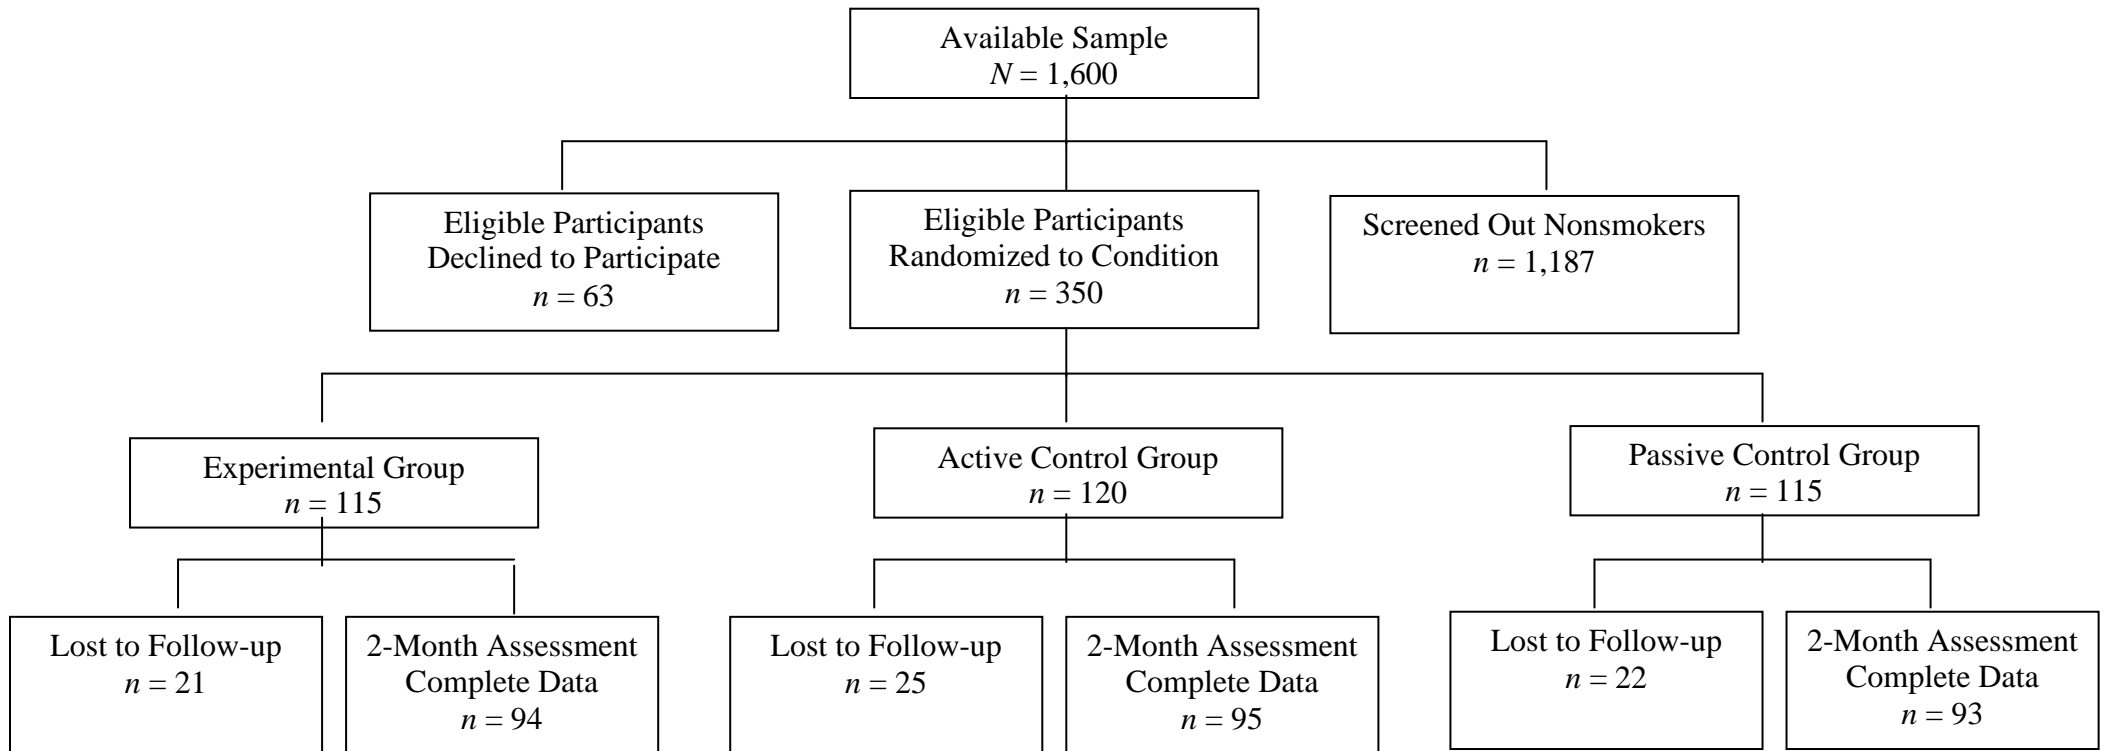 Available Sample
N = 1,600
Eligible Participants
Declined to Participate
n = 63
Eligible Participants
Randomized to Condition
n = 350
Screened Out Nonsmokers
n = 1,187
Experimental Group
n = 115
Active Control Group
n = 120
Passive Control Group
n = 115
Lost to Follow-up
n = 21
2-Month Assessment
Complete Data
n = 94
Lost to Follow-up
n = 25
2-Month Assessment
Complete Data
n = 95
Lost to Follow-up
n = 22
2-Month Assessment
Complete Data
n = 93